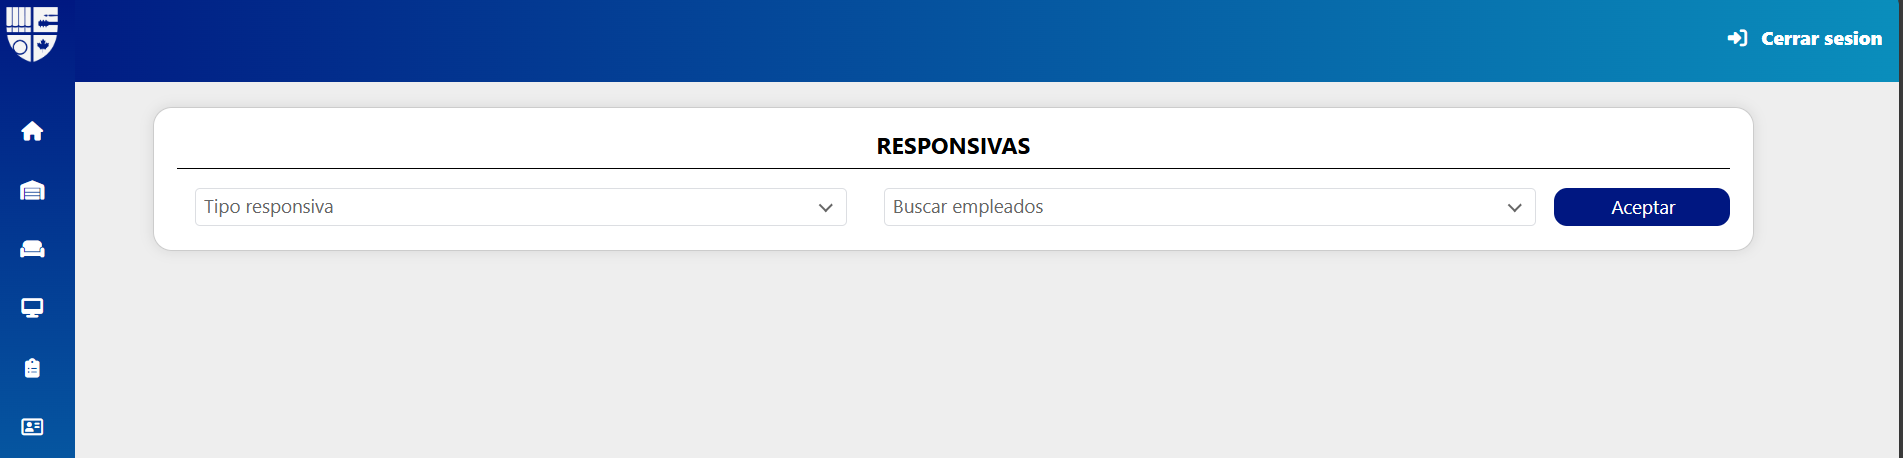 Cerrar sesion
RESPONSIVAS
Tipo responsiva
Buscar empleados
Aceptar